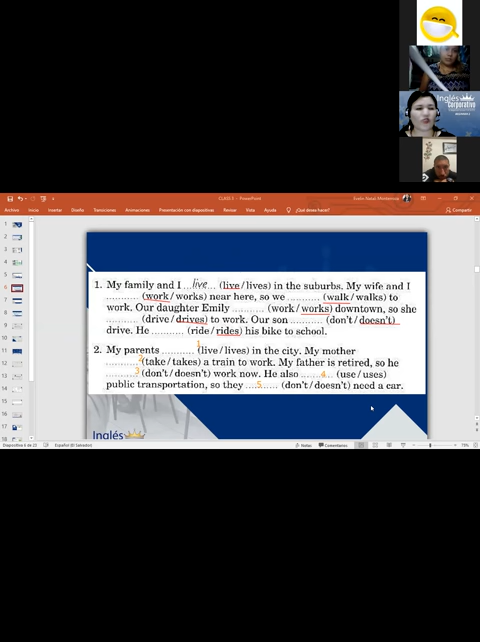 Inglés
corporativo
CLASE 3 - PowerPoint
Archivo Inicio Insertar Diseño Transiciones Animaciones Presentación con diapositivas Revisar Vista Ayuda ¿Qué desea hacer? Compartir
1. My family and I ...live... (live / lives) in the suburbs. My wife and I
............ (work / works) near here, so we ............ (walk / walks) to
work. Our daughter Emily ............ (work / works) downtown, so she
............ (drive / drives) to work. Our son ............ (don't / doesn't)
drive. He ............ (ride / rides) his bike to school.
2. My parents ............ 1 (live / lives) in the city. My mother
............ 2 (take / takes) a train to work. My father is retired, so he
............ 3 (don't / doesn't) work now. He also ......4...... (use / uses)
public transportation, so they ......5...... (don't / doesn't) need a car.
Inglés
Diapositiva 6 de 23 Español (El Salvador) Notas Comentarios